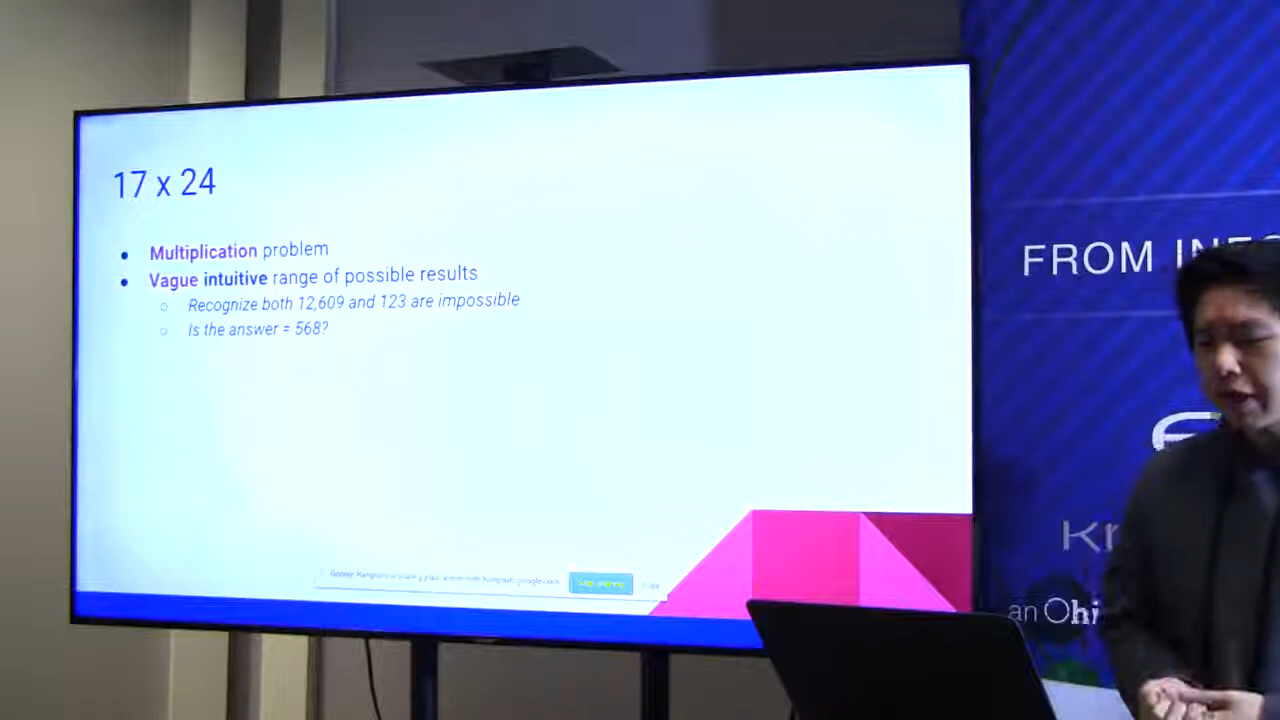 17 x 24
Multiplication problem
Vague intuitive range of possible results
Recognize both 12,609 and 123 are impossible
Is the answer = 568?
FROM
an Ohi